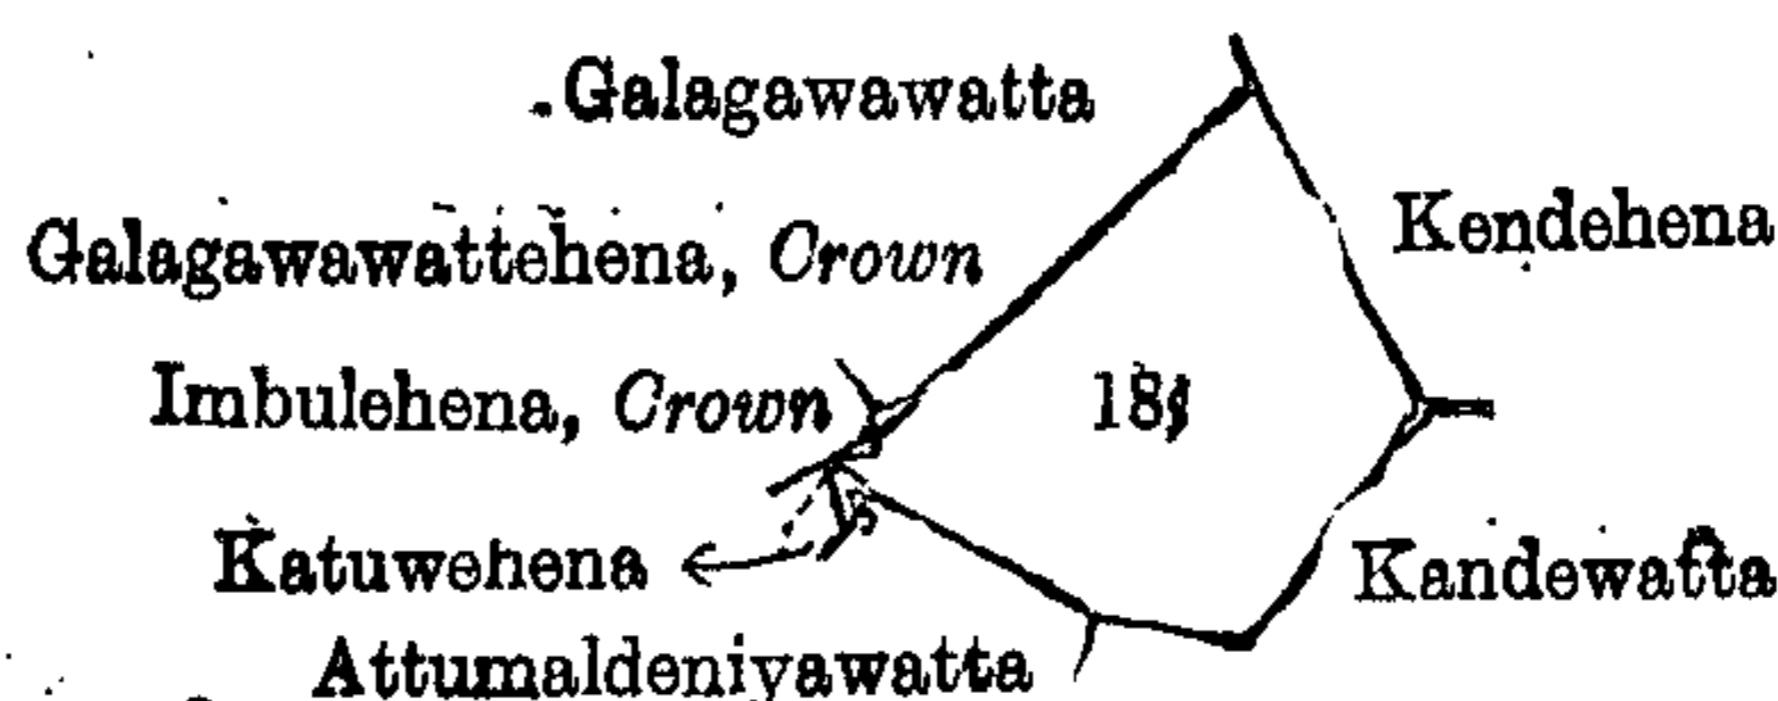 Galagawawatta
Kendehena
Galagawawattehena, Crown
Imbulehena, Crown
Katuwehena
Kandewatta
Attumaldeniyawatta